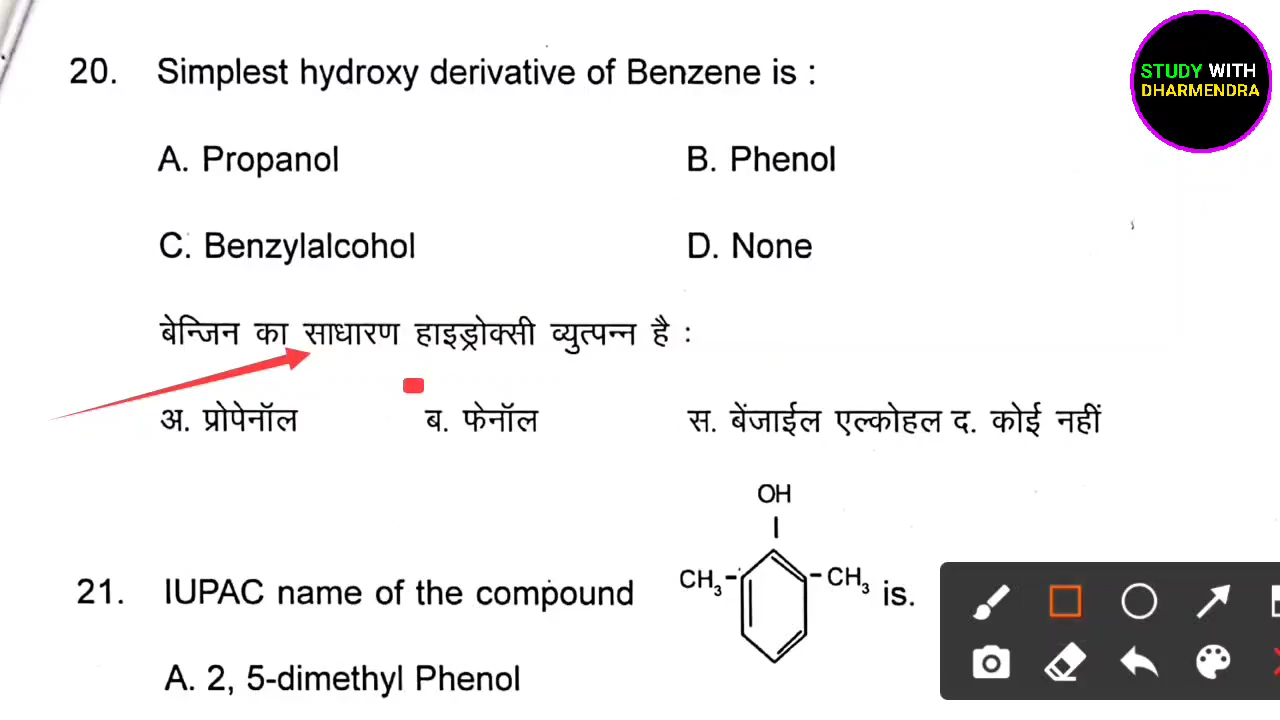 STUDY WITH
DHARMENDRA
20. Simplest hydroxy derivative of Benzene is :
A. Propanol B. Phenol
C. Benzylalcohol D. None
बेन्जिन का साधारण हाइड्रोक्सी व्युत्पन्न है :
अ. प्रोपेनॉल ब. फेनॉल स. बेंजाईल एल्कोहल द. कोई नहीं
OH
CH₃ CH₃
21. IUPAC name of the compound is.
A. 2, 5-dimethyl Phenol